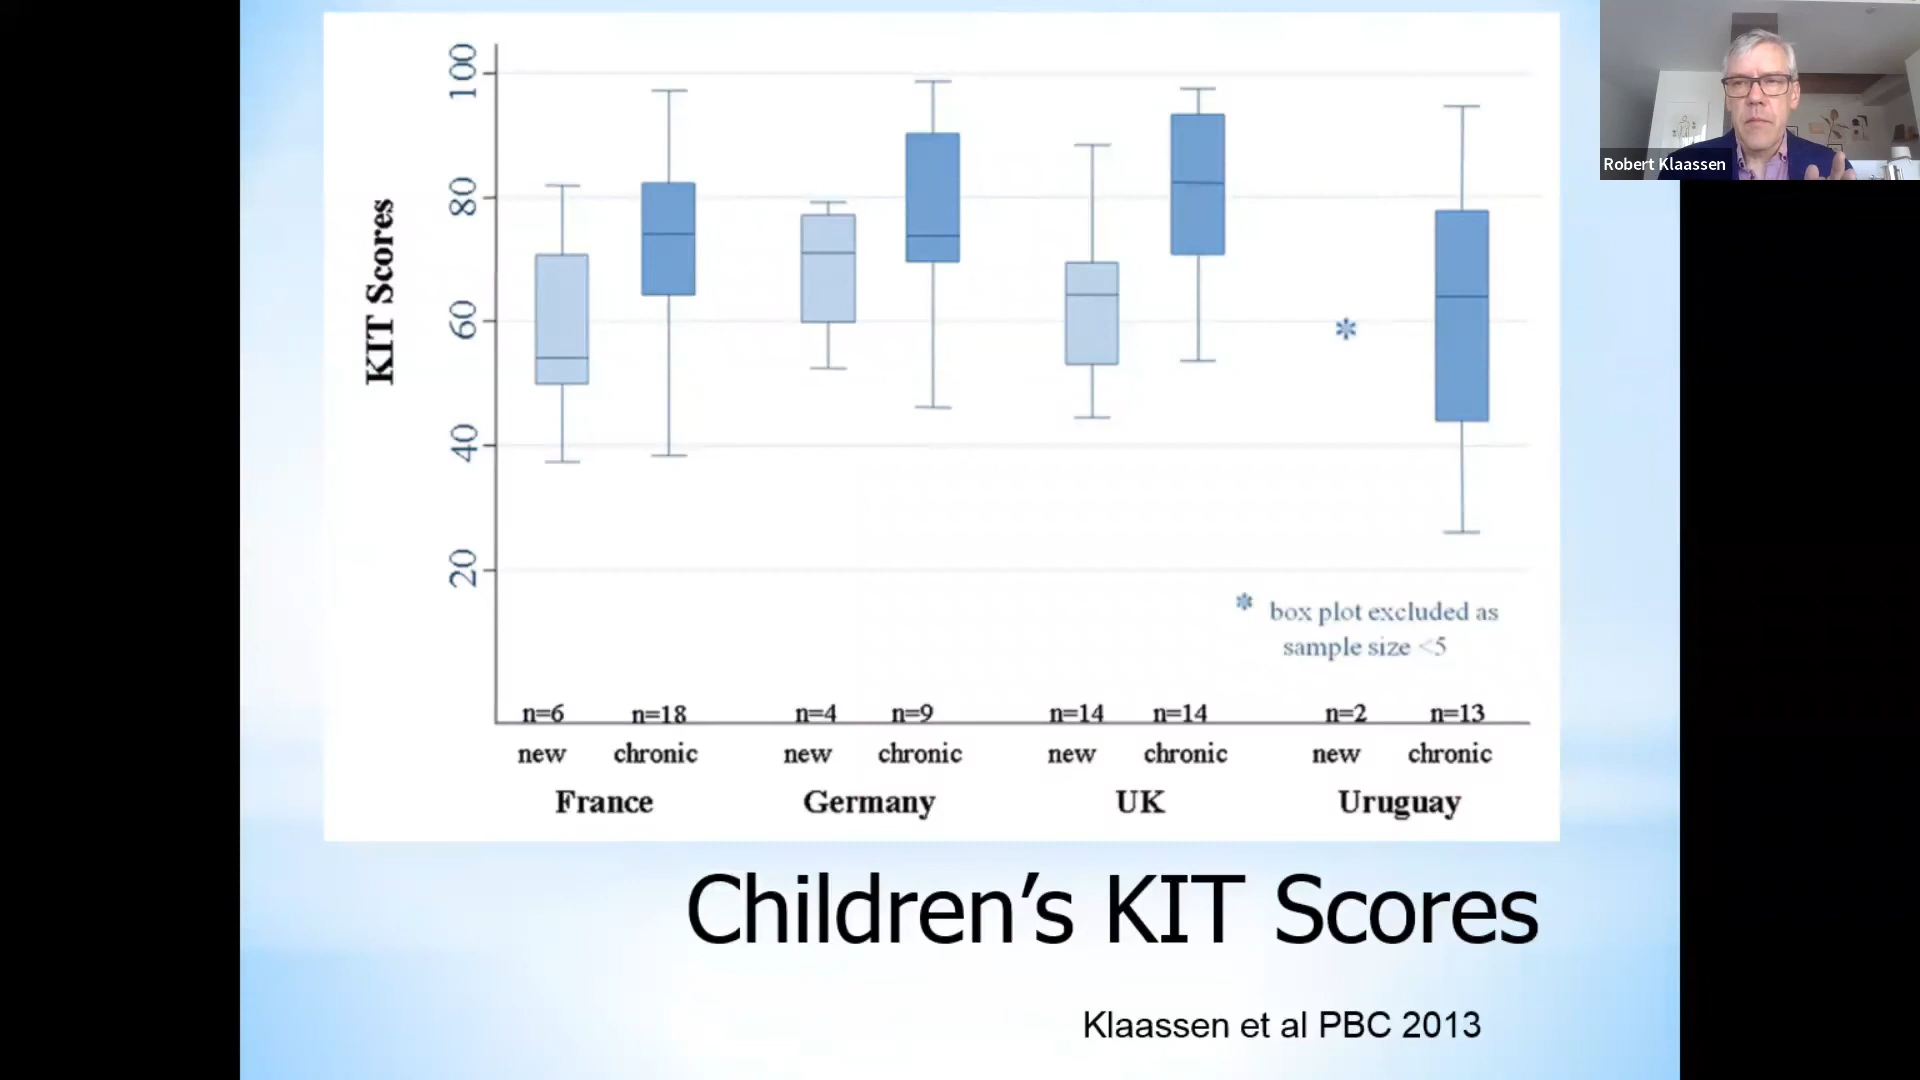 Robert Klaassen
KIT Scores
100
80
60
40
20
*
* box plot excluded as
sample size <5
n=6 n=18 n=4 n=9 n=14 n=14 n=2 n=13
new chronic new chronic new chronic new chronic
France Germany UK Uruguay
Children’s KIT Scores
Klaassen et al PBC 2013